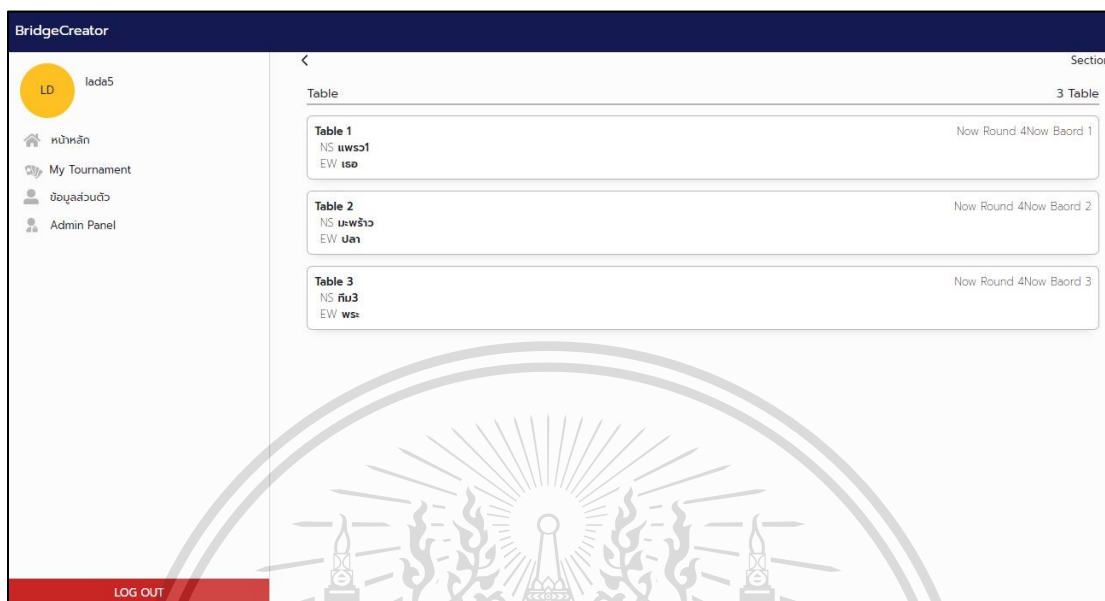 BridgeCreator
LD
lada5
หน้าหลัก
My Tournament
ข้อมูลส่วนตัว
Admin Panel
LOG OUT
Section
Table
3 Table
Table 1
Now Round 4Now Baord 1
NS แพรว1
EW เธอ
Table 2
Now Round 4Now Baord 2
NS มะพร้าว
EW ปลา
Table 3
Now Round 4Now Baord 3
NS ทีม3
EW พระ